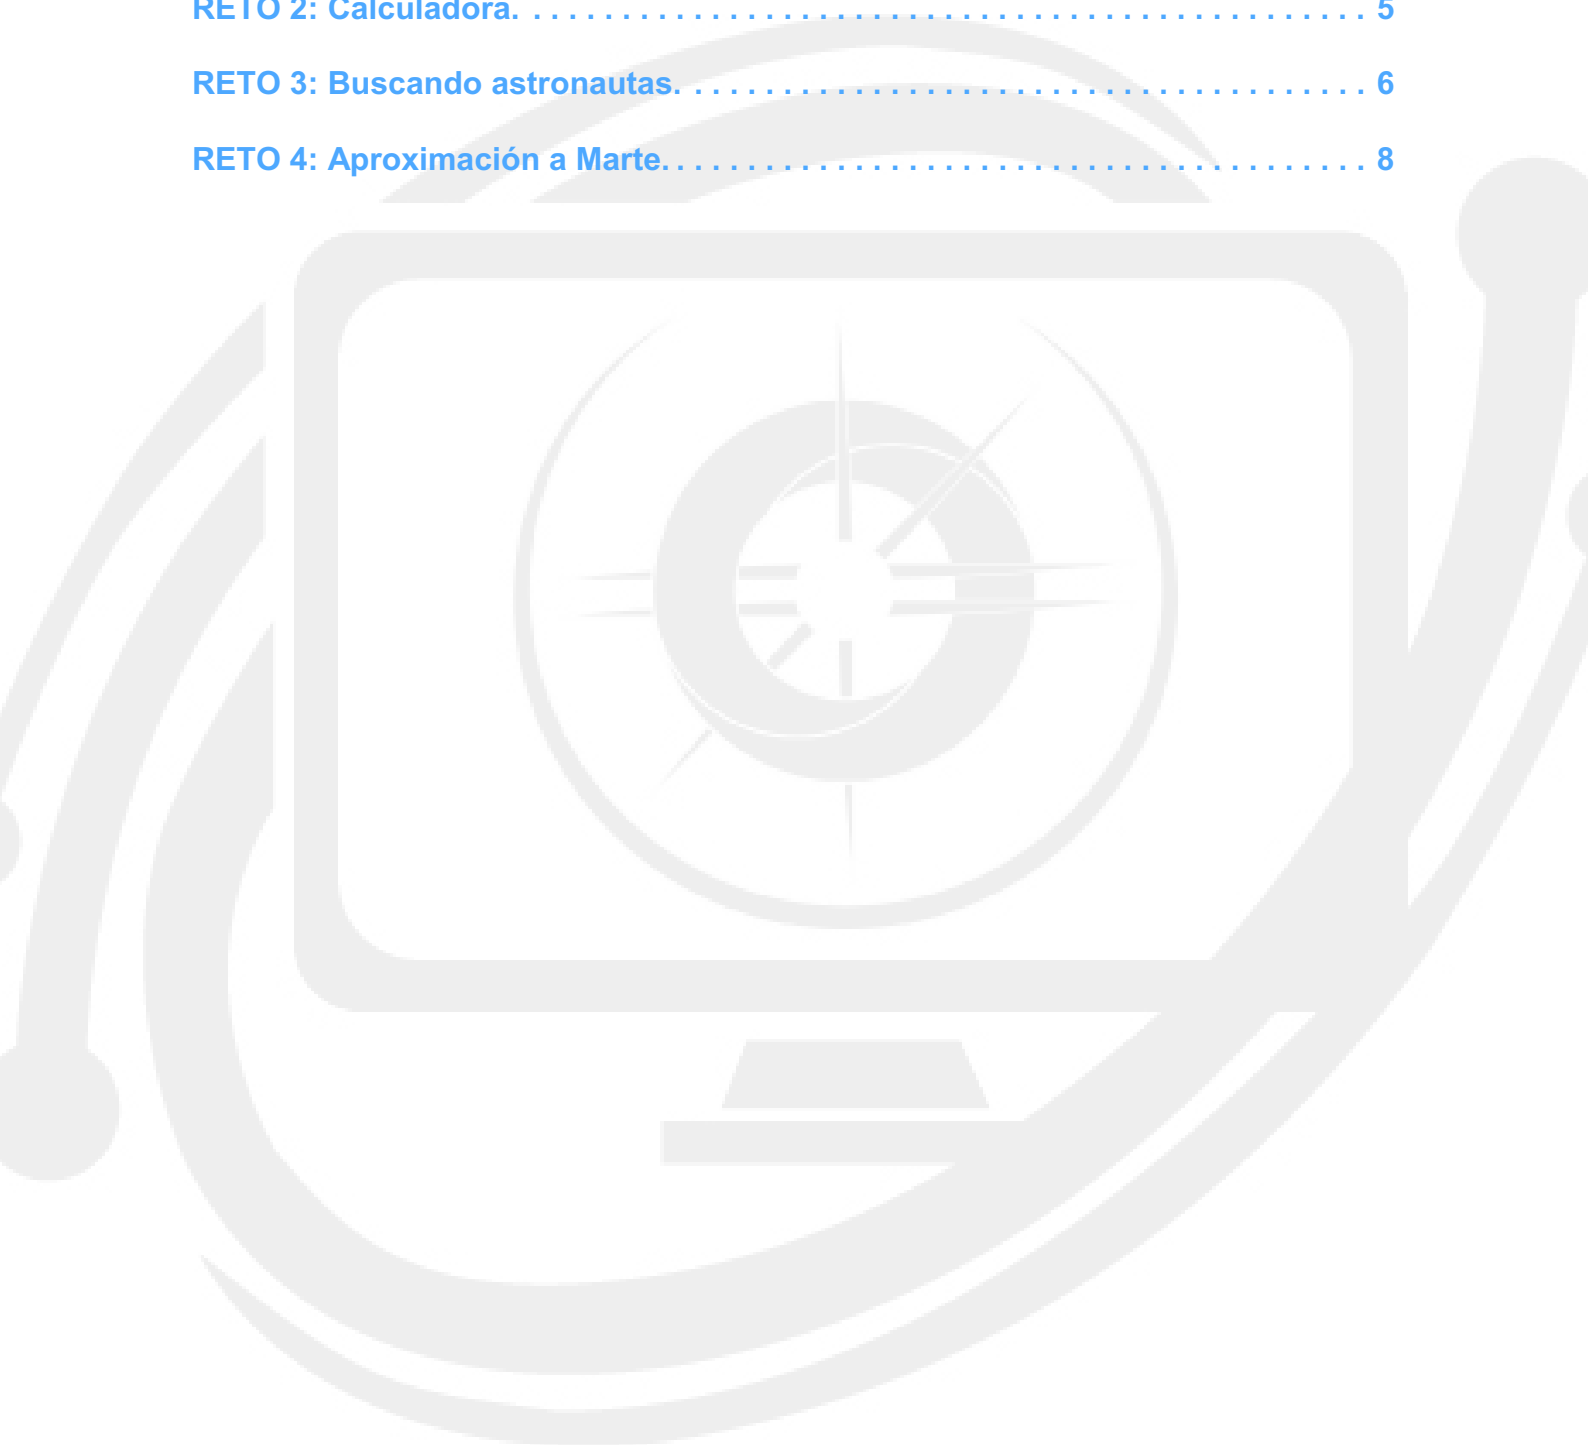 RETO 2: Calculadora. . . . . . . . . . . . . . . . . . . . . . . . . . . . . . . . . . . . . . . . . . . . . . . . 5
RETO 3: Buscando astronautas. . . . . . . . . . . . . . . . . . . . . . . . . . . . . . . . . . . . . . . 6
RETO 4: Aproximación a Marte. . . . . . . . . . . . . . . . . . . . . . . . . . . . . . . . . . . . . . . . 8